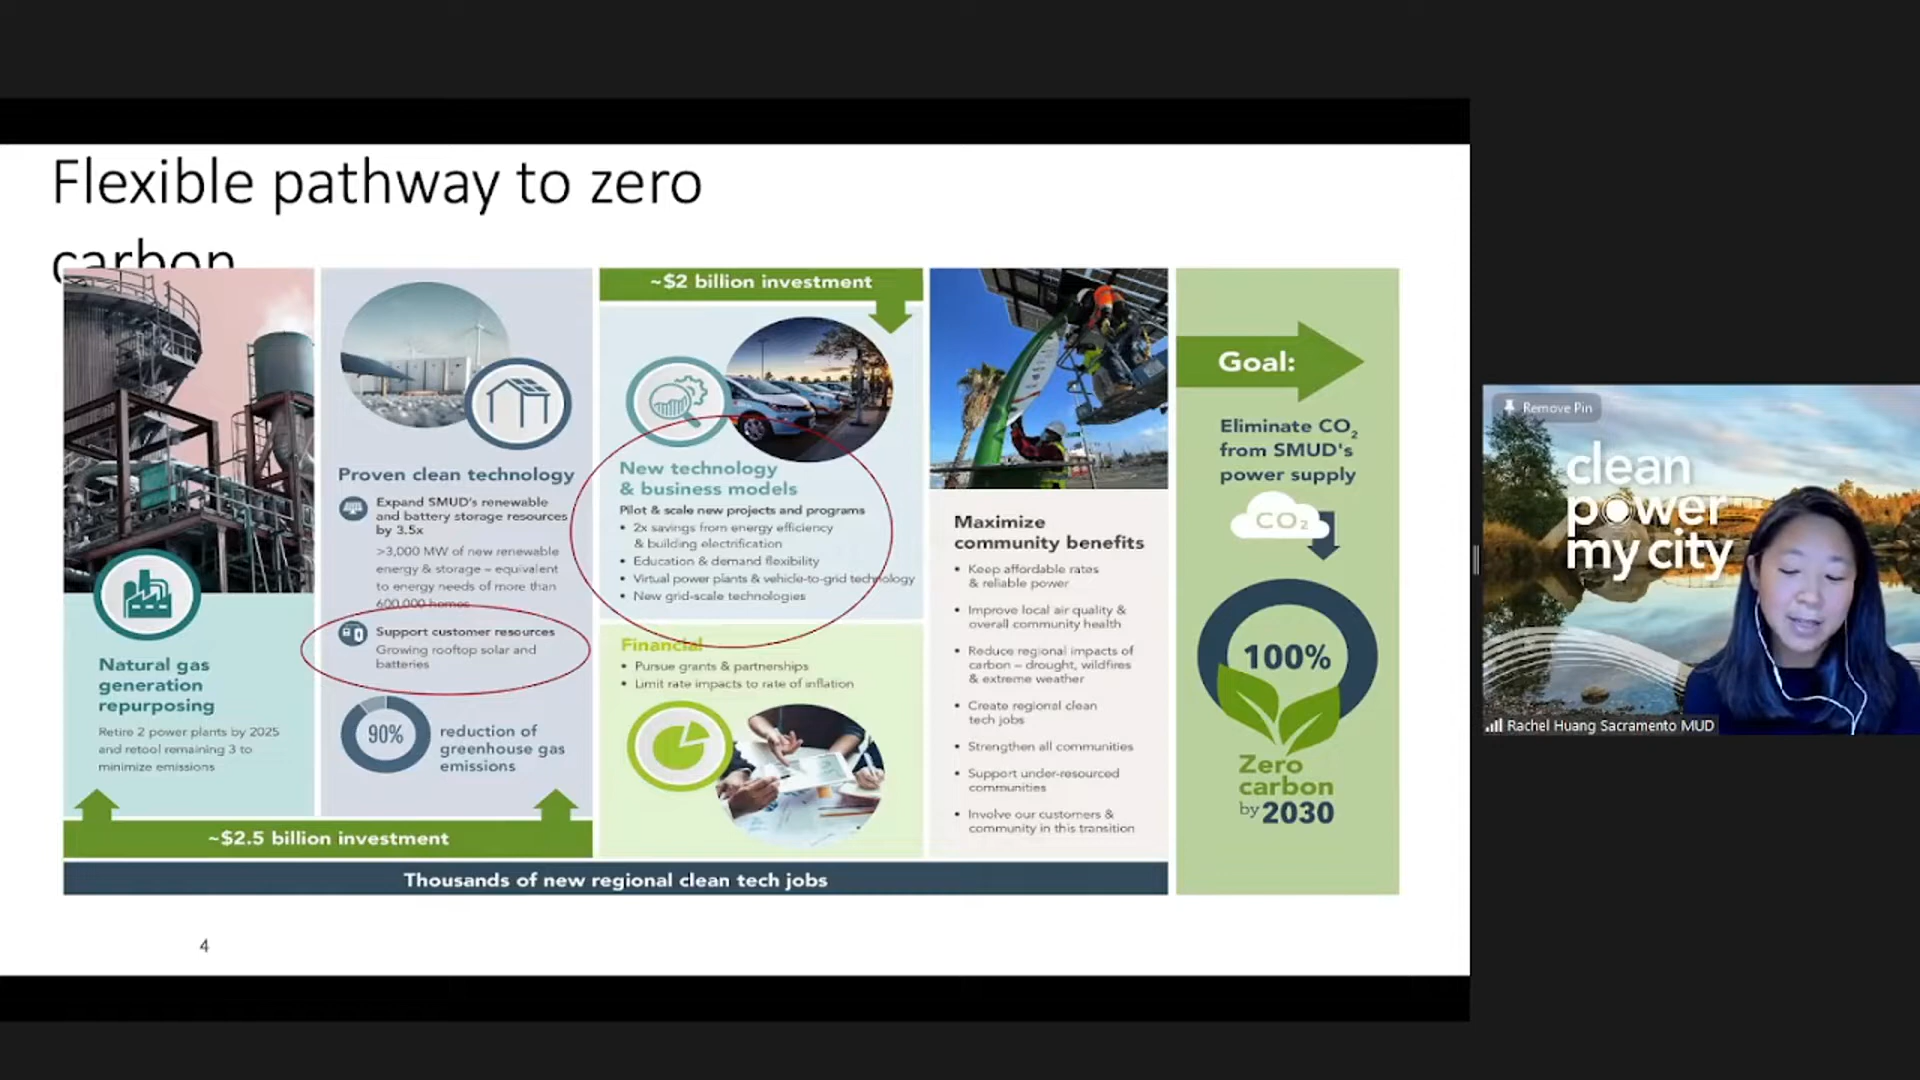 Flexible pathway to zero
carbon
Natural gas
generation
repurposing
Retire 2 power plants by 2025
and retool remaining 3 to
minimize emissions
Proven clean technology
Expand SMUD's renewable
and battery storage resources
by 3.5x
>3,000 MW of new renewable
energy & storage – equivalent
to energy needs of more than
600,000 homes
Support customer resources
Growing rooftop solar and
batteries
90%
reduction of
greenhouse gas
emissions
~$2.5 billion investment
~$2 billion investment
New technology
& business models
Pilot & scale new projects and programs
• 2x savings from energy efficiency
& building electrification
• Education & demand flexibility
• Virtual power plants & vehicle-to-grid technology
• New grid-scale technologies
Financial
• Pursue grants & partnerships
• Limit rate impacts to rate of inflation
Maximize
community benefits
• Keep affordable rates
& reliable power
• Improve local air quality &
overall community health
• Reduce regional impacts of
carbon – drought, wildfires
& extreme weather
• Create regional clean
tech jobs
• Strengthen all communities
• Support under-resourced
communities
• Involve our customers &
community in this transition
Thousands of new regional clean tech jobs
Goal:
Eliminate CO2
from SMUD's
power supply
CO2
100%
Zero
carbon
by 2030
4
Remove Pin
clean
power
my city
Rachel Huang Sacramento MUD